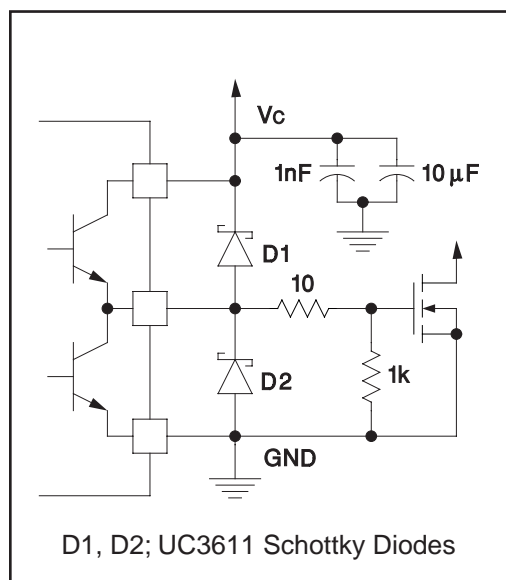 Vc
1nF
10 µF
D1
10
D2
1k
GND
D1, D2; UC3611 Schottky Diodes